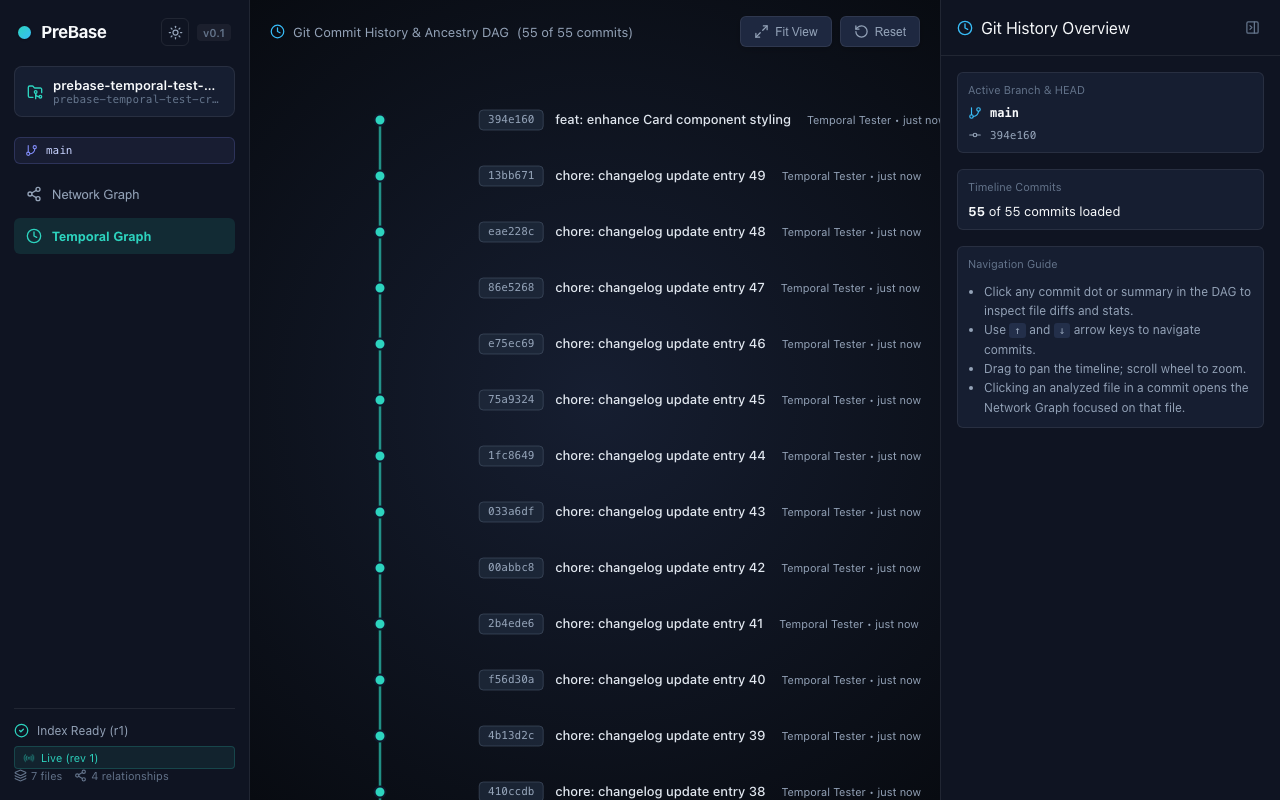 PreBase
v0.1
prebase-temporal-test-...
prebase-temporal-test-cr...
main
Network Graph
Temporal Graph
Index Ready (r1)
Live (rev 1)
7 files
4 relationships
Git Commit History & Ancestry DAG (55 of 55 commits)
Fit View
Reset
394e160 feat: enhance Card component styling Temporal Tester • just now
13bb671 chore: changelog update entry 49 Temporal Tester • just now
eae228c chore: changelog update entry 48 Temporal Tester • just now
86e5268 chore: changelog update entry 47 Temporal Tester • just now
e75ec69 chore: changelog update entry 46 Temporal Tester • just now
75a9324 chore: changelog update entry 45 Temporal Tester • just now
1fc8649 chore: changelog update entry 44 Temporal Tester • just now
033a6df chore: changelog update entry 43 Temporal Tester • just now
00abbc8 chore: changelog update entry 42 Temporal Tester • just now
2b4ede6 chore: changelog update entry 41 Temporal Tester • just now
f56d30a chore: changelog update entry 40 Temporal Tester • just now
4b13d2c chore: changelog update entry 39 Temporal Tester • just now
410ccdb chore: changelog update entry 38 Temporal Tester • just now
Git History Overview
Active Branch & HEAD
main
394e160
Timeline Commits
55 of 55 commits loaded
Navigation Guide
• Click any commit dot or summary in the DAG to
inspect file diffs and stats.
• Use ↑ and ↓ arrow keys to navigate
commits.
• Drag to pan the timeline; scroll wheel to zoom.
• Clicking an analyzed file in a commit opens the
Network Graph focused on that file.